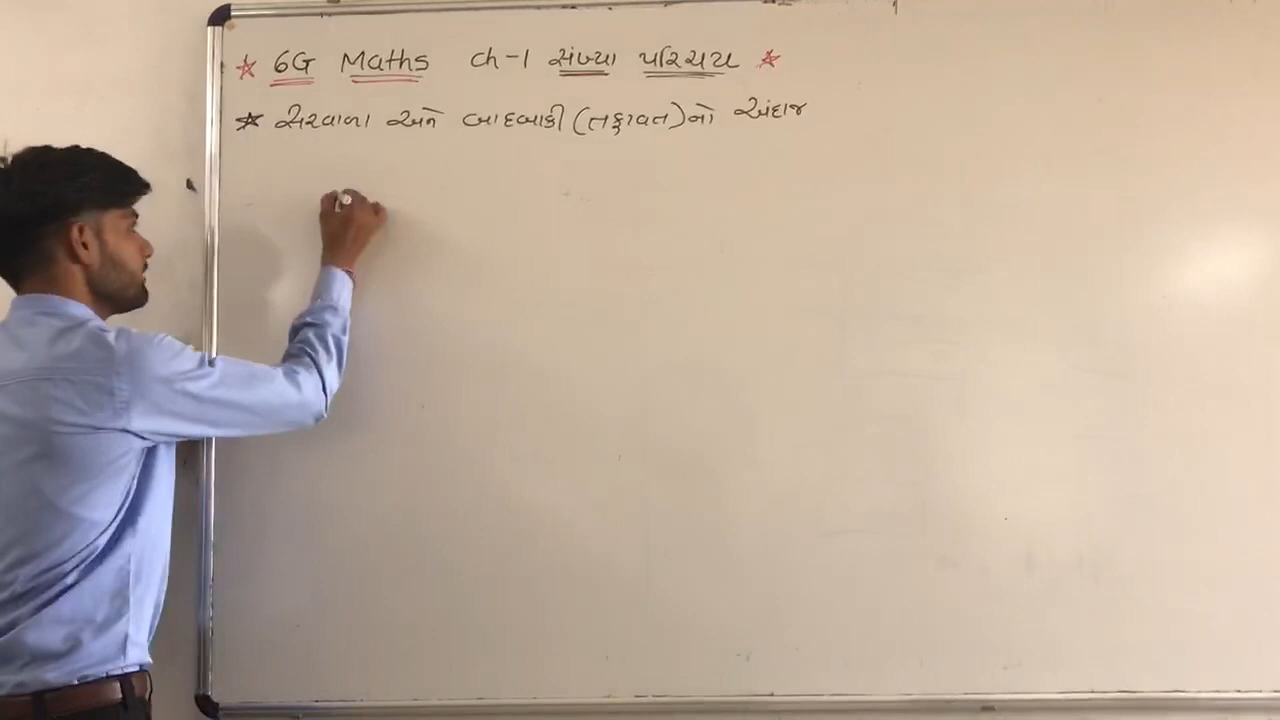 ★ 6G Maths ch-1 સંખ્યા પરિચય ★
★ સરવાળા અને બાદબાકી (તફાવત)નો અંદાજ